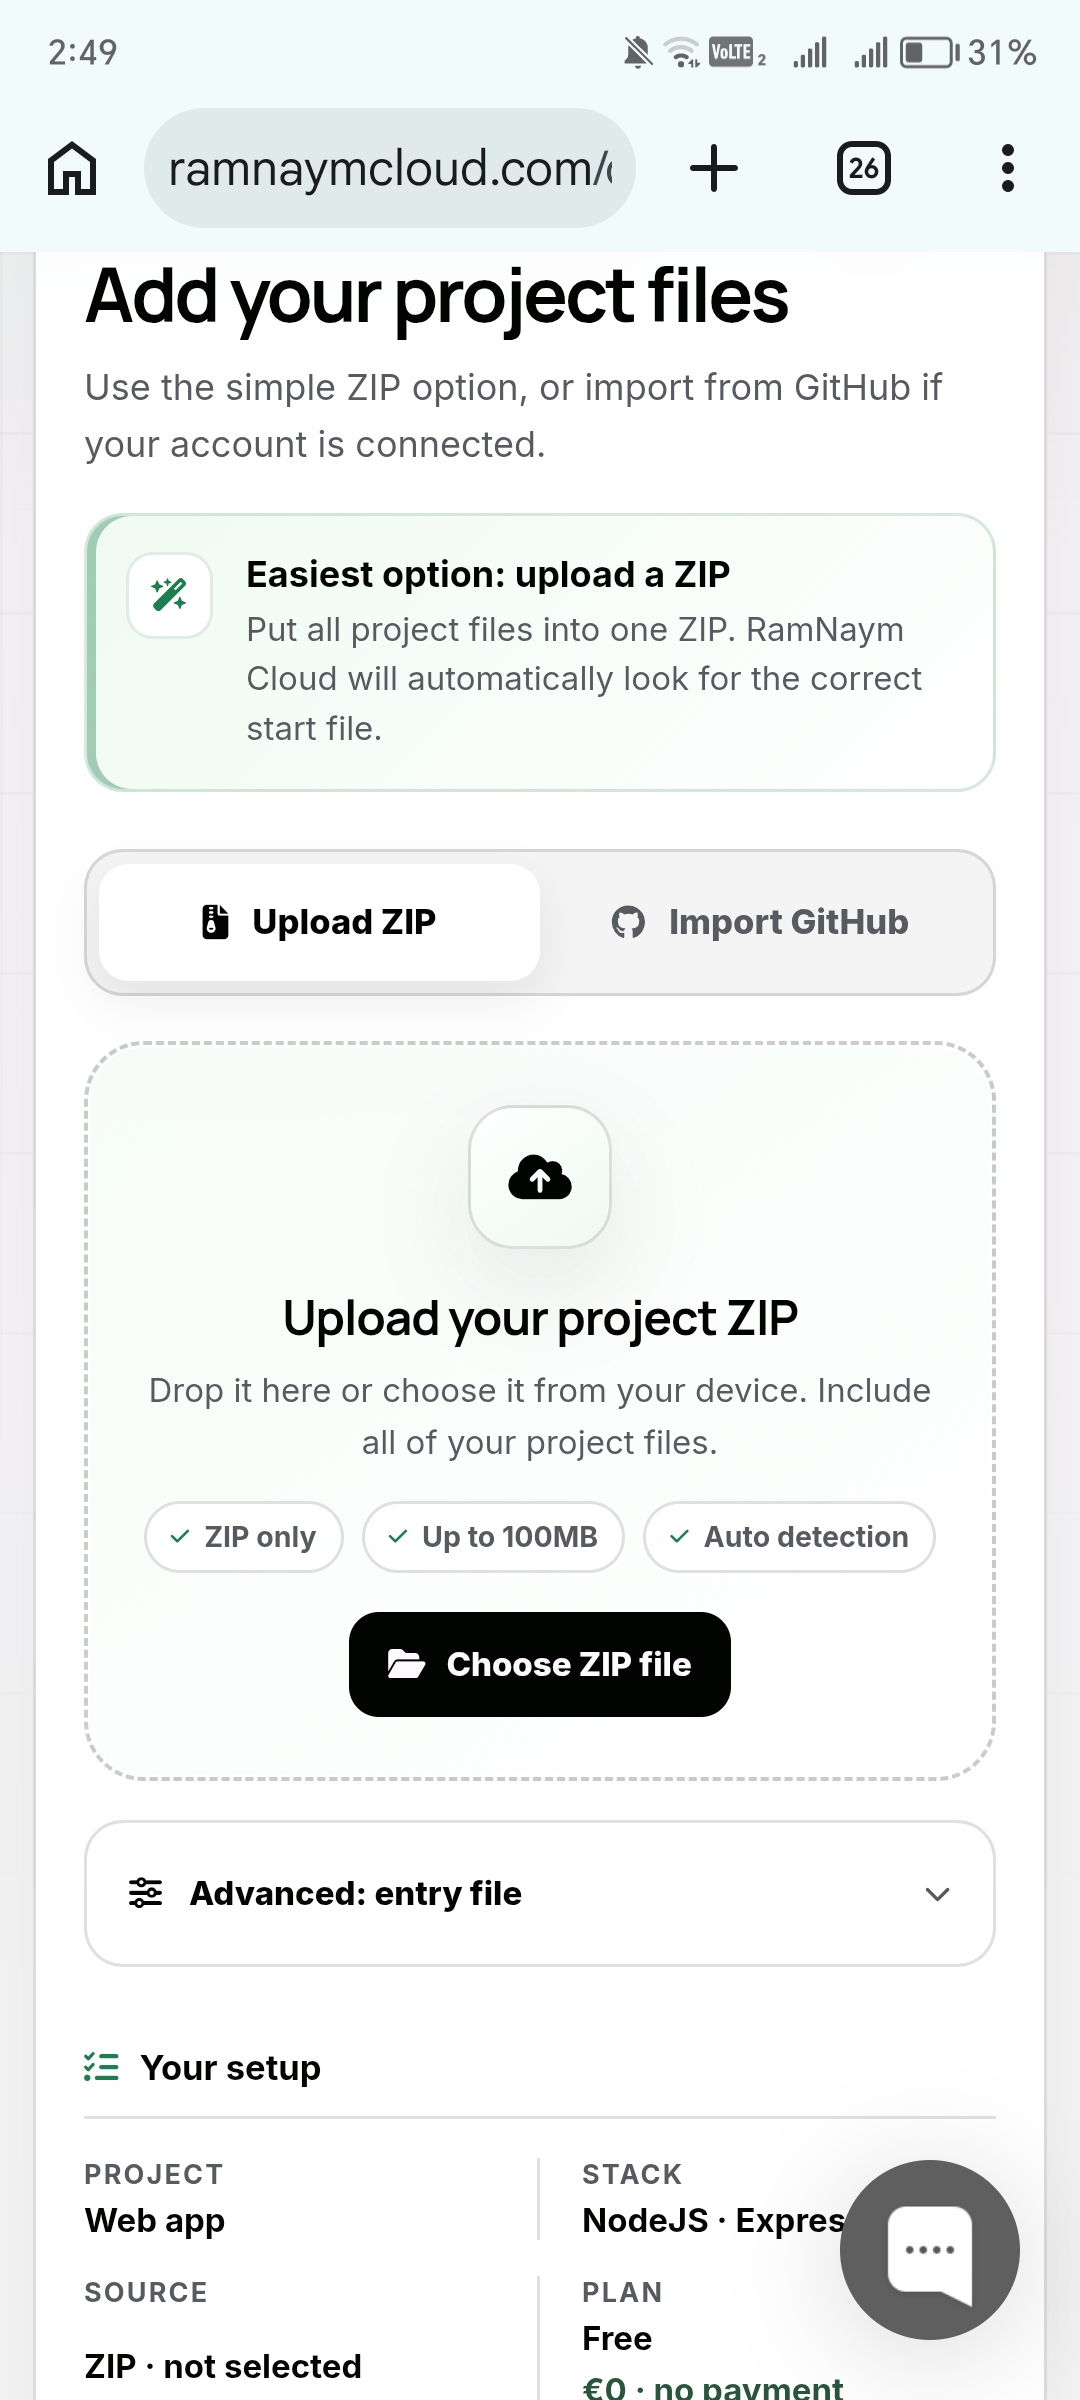 2:49
VoLTE 2
31%
ramnaymcloud.com/
26
Add your project files
Use the simple ZIP option, or import from GitHub if
your account is connected.
Easiest option: upload a ZIP
Put all project files into one ZIP. RamNaym
Cloud will automatically look for the correct
start file.
Upload ZIP
Import GitHub
Upload your project ZIP
Drop it here or choose it from your device. Include
all of your project files.
ZIP only
Up to 100MB
Auto detection
Choose ZIP file
Advanced: entry file
Your setup
PROJECT
Web app
STACK
NodeJS · Expres
SOURCE
ZIP · not selected
PLAN
Free
€0 · no payment